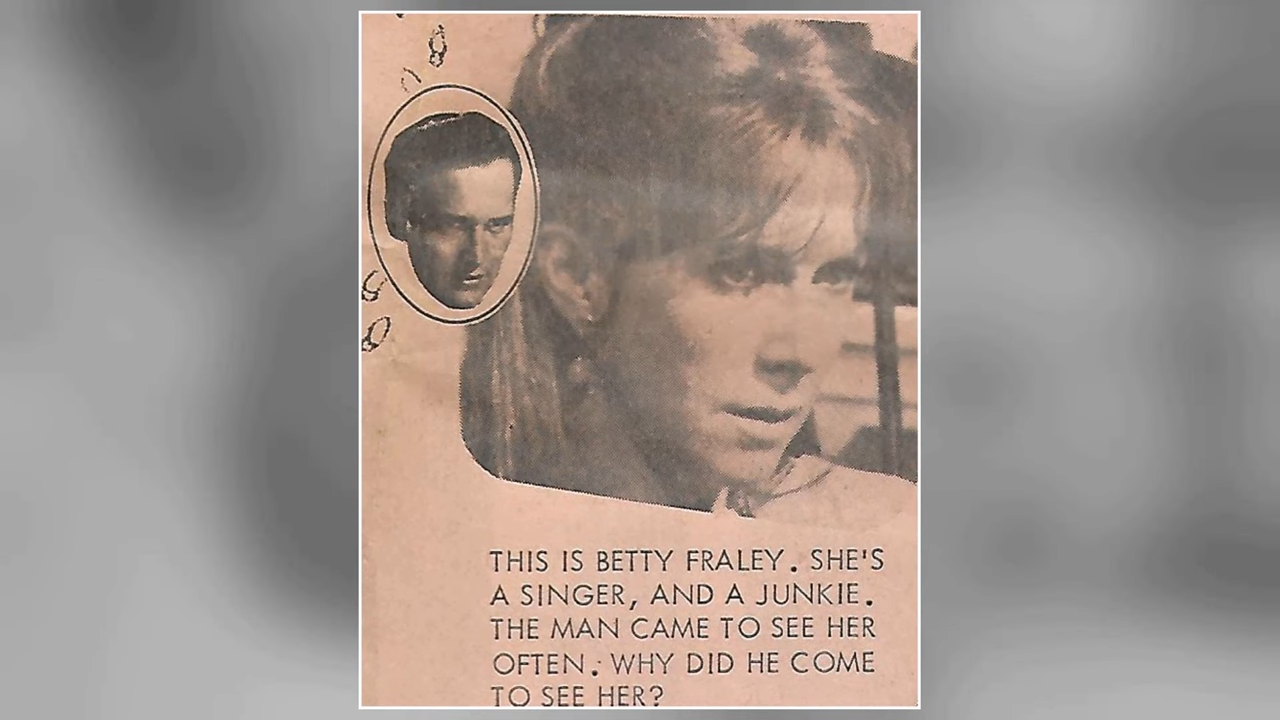 THIS IS BETTY FRALEY. SHE'S
A SINGER, AND A JUNKIE.
THE MAN CAME TO SEE HER
OFTEN. WHY DID HE COME
TO SEE HER?